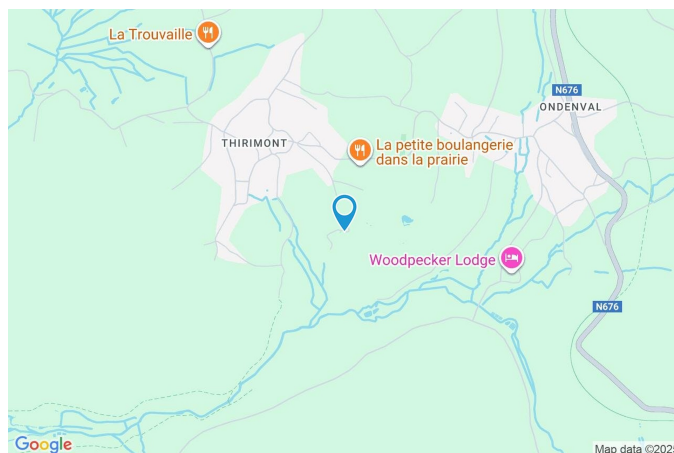 La Trouvaille
N676
ONDENVAL
THIRIMONT
La petite boulangerie
dans la prairie
Woodpecker Lodge
N676
Google
Map data ©2025